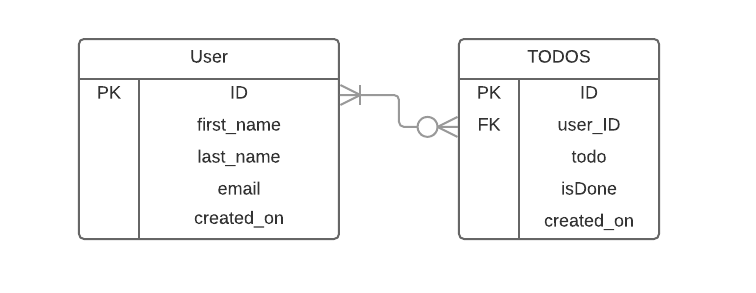 User
PK ID
first_name
last_name
email
created_on
TODOS
PK ID
FK user_ID
todo
isDone
created_on